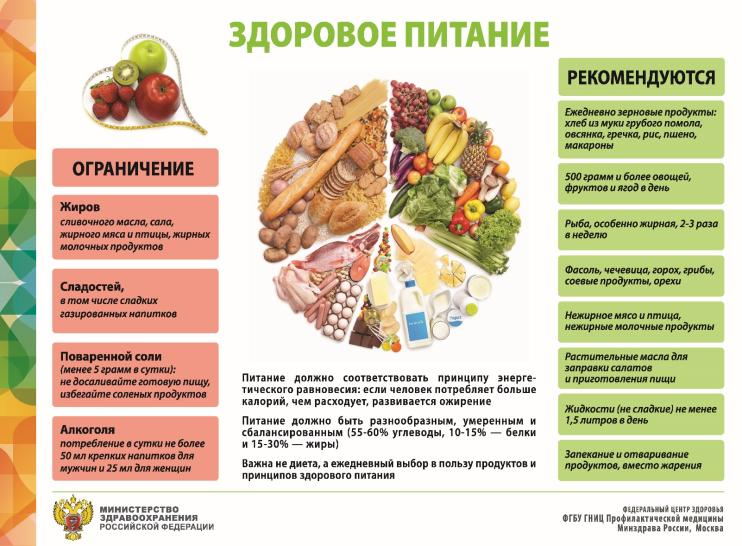 ЗДОРОВОЕ ПИТАНИЕ
ОГРАНИЧЕНИЕ
Жиров
сливочного масла, сала,
жирного мяса и птицы, жирных
молочных продуктов
Сладостей,
в том числе сладких
газированных напитков
Поваренной соли
(менее 5 грамм в сутки):
не досаливайте готовую пищу,
избегайте соленых продуктов
Алкоголя
потребление в сутки не более
50 мл крепких напитков для
мужчин и 25 мл для женщин
Питание должно соответствовать принципу энерге-
тического равновесия: если человек потребляет больше
калорий, чем расходует, развивается ожирение
Питание должно быть разнообразным, умеренным и
сбалансированным (55-60% углеводы, 10-15% — белки
и 15-30% — жиры)
Важна не диета, а ежедневный выбор в пользу продуктов и
принципов здорового питания
РЕКОМЕНДУЮТСЯ
Ежедневно зерновые продукты:
хлеб из муки грубого помола,
овсянка, гречка, рис, пшено,
макароны
500 грамм и более овощей,
фруктов и ягод в день
Рыба, особенно жирная, 2-3 раза
в неделю
Фасоль, чечевица, горох, грибы,
соевые продукты, орехи
Нежирное мясо и птица,
нежирные молочные продукты
Растительные масла для
заправки салатов
и приготовления пищи
Жидкости (не сладкие) не менее
1,5 литров в день
Запекание и отваривание
продуктов, вместо жарения
МИНИСТЕРСТВО
ЗДРАВООХРАНЕНИЯ
РОССИЙСКОЙ ФЕДЕРАЦИИ
ФЕДЕРАЛЬНЫЙ ЦЕНТР ЗДОРОВЬЯ
ФГБУ ГНИЦ Профилактической медицины
Минздрава России, Москва